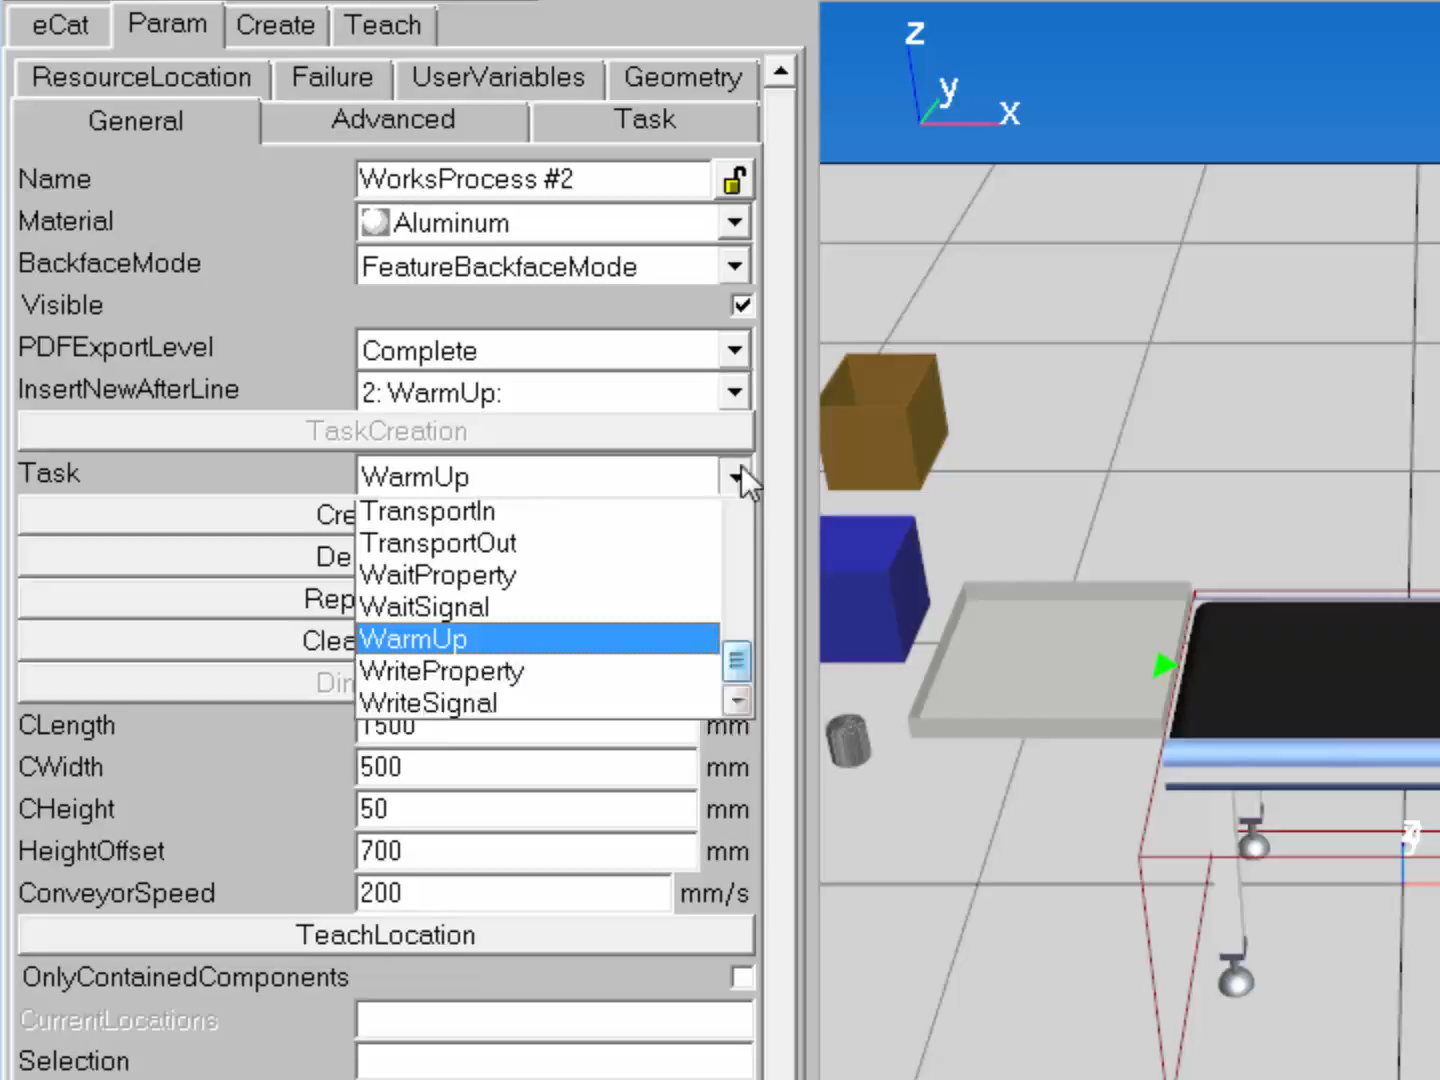 eCat Param Create Teach
ResourceLocation Failure UserVariables Geometry
General Advanced Task
Name WorksProcess #2
Material Aluminum
BackfaceMode FeatureBackfaceMode
Visible
PDFExportLevel Complete
InsertNewAfterLine 2: WarmUp:
TaskCreation
Task WarmUp
TransportIn
TransportOut
WaitProperty
WaitSignal
WarmUp
WriteProperty
WriteSignal
Cre
De
Rep
Clea
CLength 1500 mm
CWidth 500 mm
CHeight 50 mm
HeightOffset 700 mm
ConveyorSpeed 200 mm/s
TeachLocation
OnlyContainedComponents
CurrentLocations
Selection
z
y
x